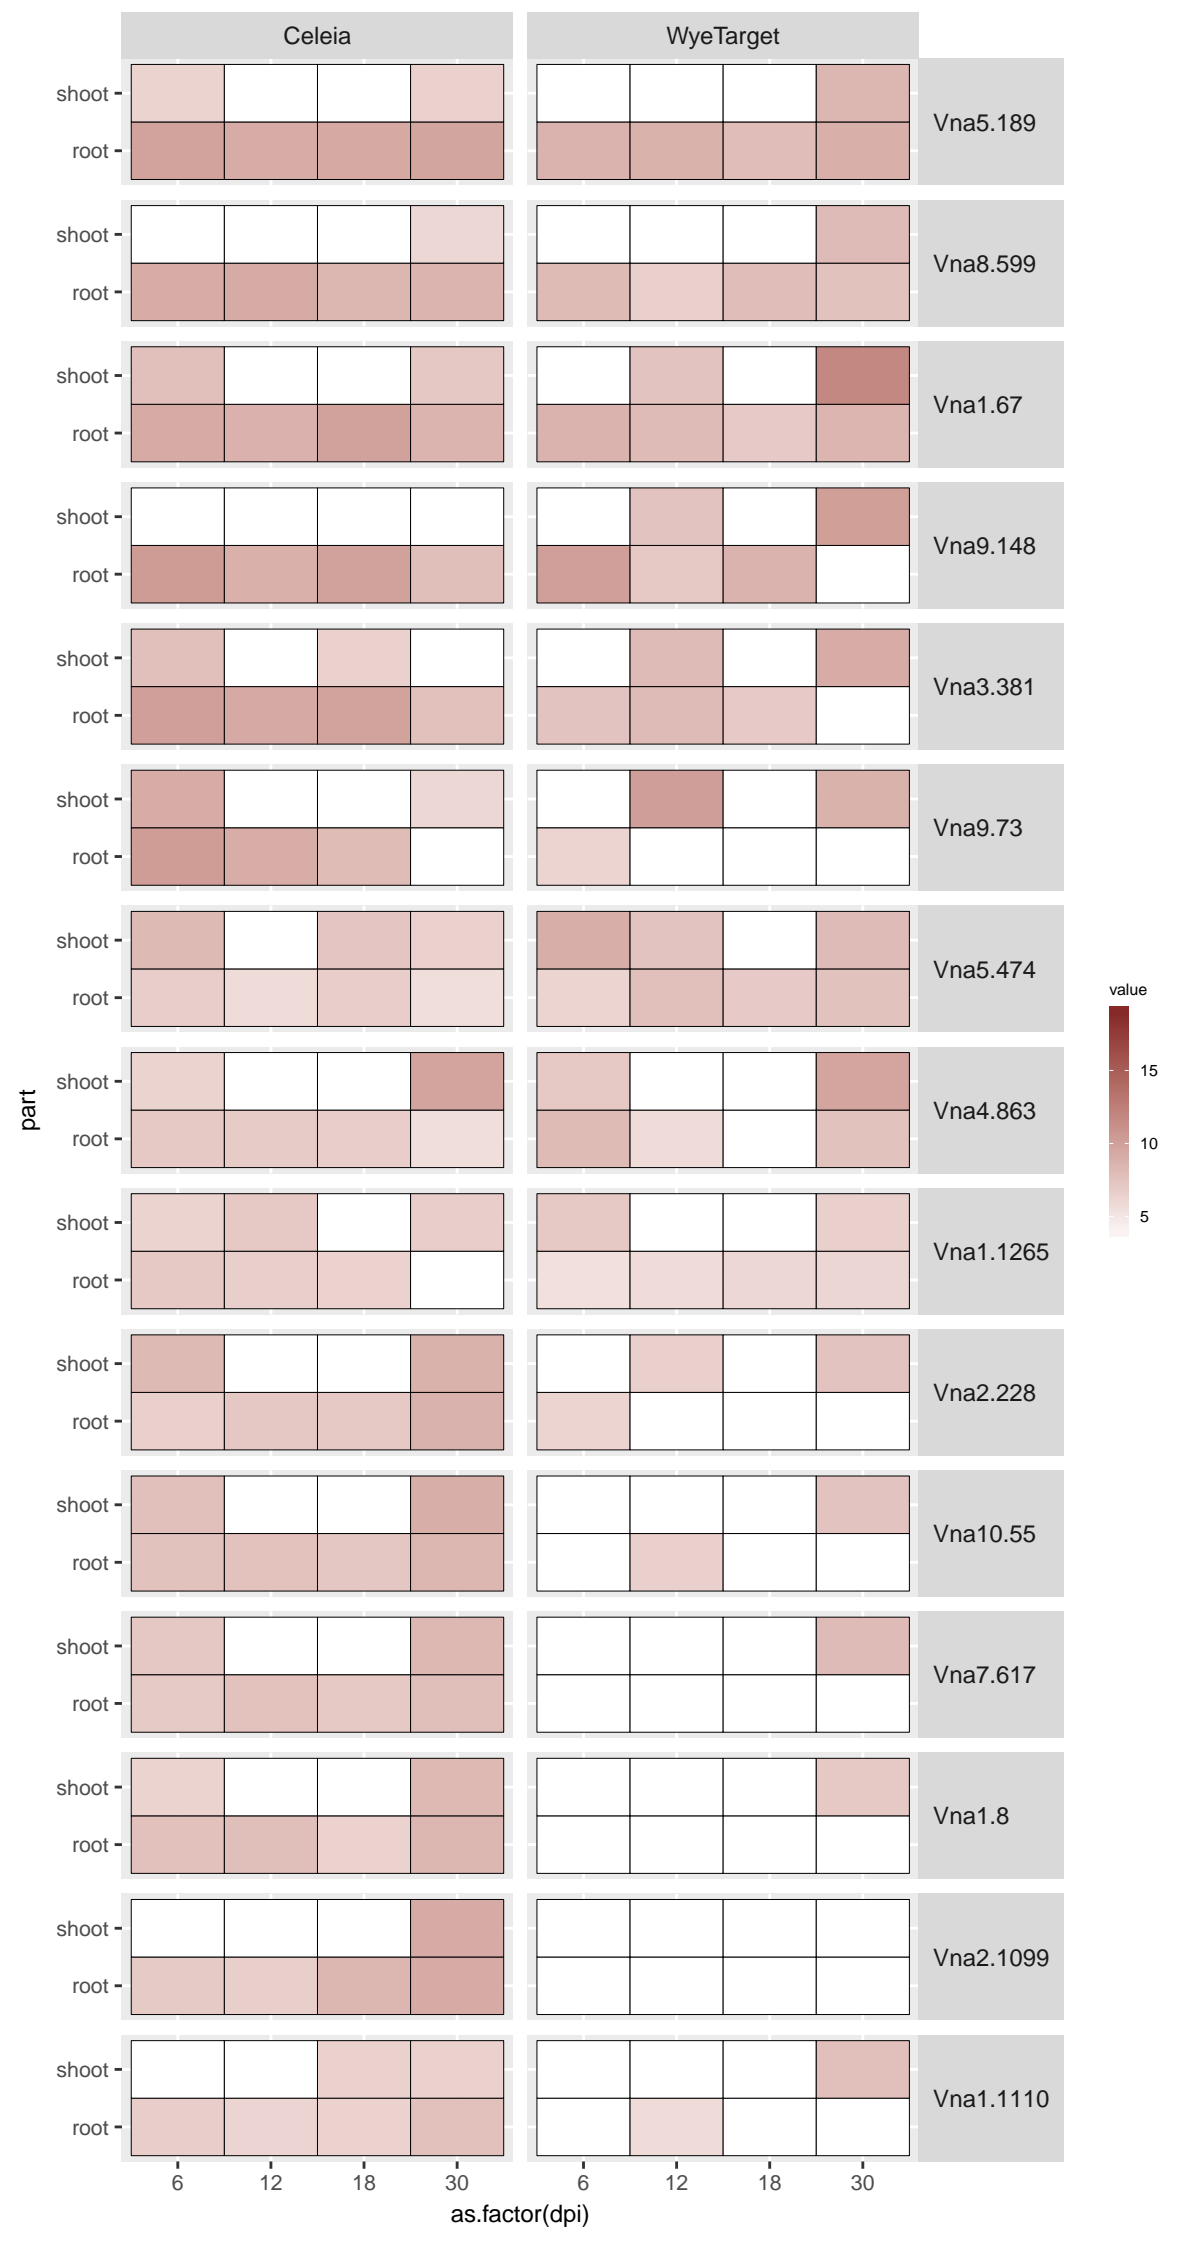 Celeia WyeTarget
shoot
root
Vna5.189
shoot
root
Vna8.599
shoot
root
Vna1.67
shoot
root
Vna9.148
shoot
root
Vna3.381
shoot
root
Vna9.73
shoot
root
Vna5.474
shoot
root
Vna4.863
shoot
root
Vna1.1265
shoot
root
Vna2.228
shoot
root
Vna10.55
shoot
root
Vna7.617
shoot
root
Vna1.8
shoot
root
Vna2.1099
shoot
root
Vna1.1110
6 12 18 30 6 12 18 30
as.factor(dpi)
part
value
15
10
5